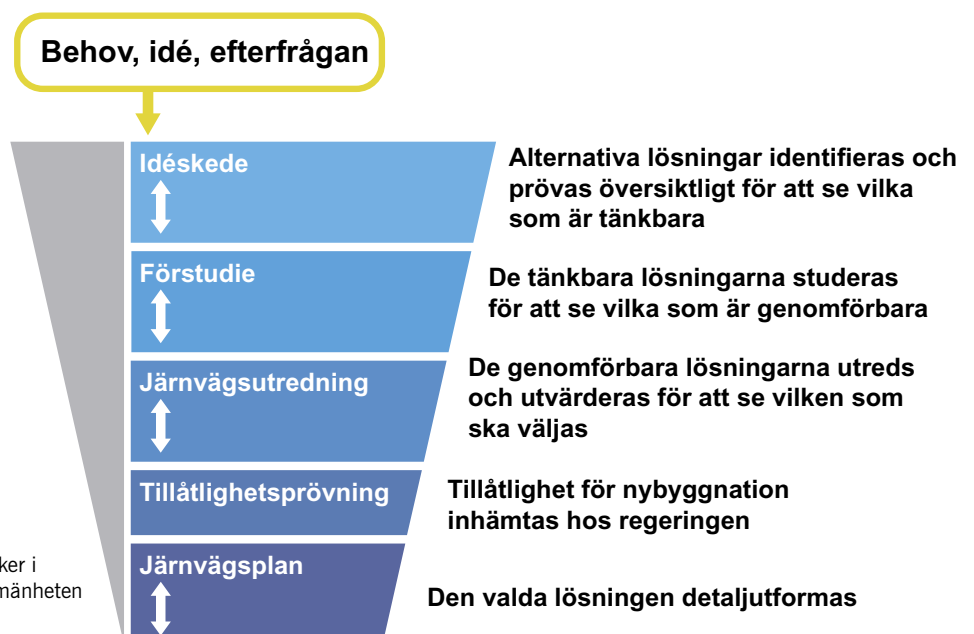 Behov, idé, efterfrågan
Idéskede
Alternativa lösningar identifieras och
prövas översiktligt för att se vilka
som är tänkbara
Förstudie
De tänkbara lösningarna studeras
för att se vilka som är genomförbara
Järnvägsutredning
De genomförbara lösningarna utreds
och utvärderas för att se vilken som
ska väljas
Tillåtlighetsprövning
Tillåtlighet för nybyggnation
inhämtas hos regeringen
Järnvägsplan
Den valda lösningen detaljutformas
ker i
mänheten